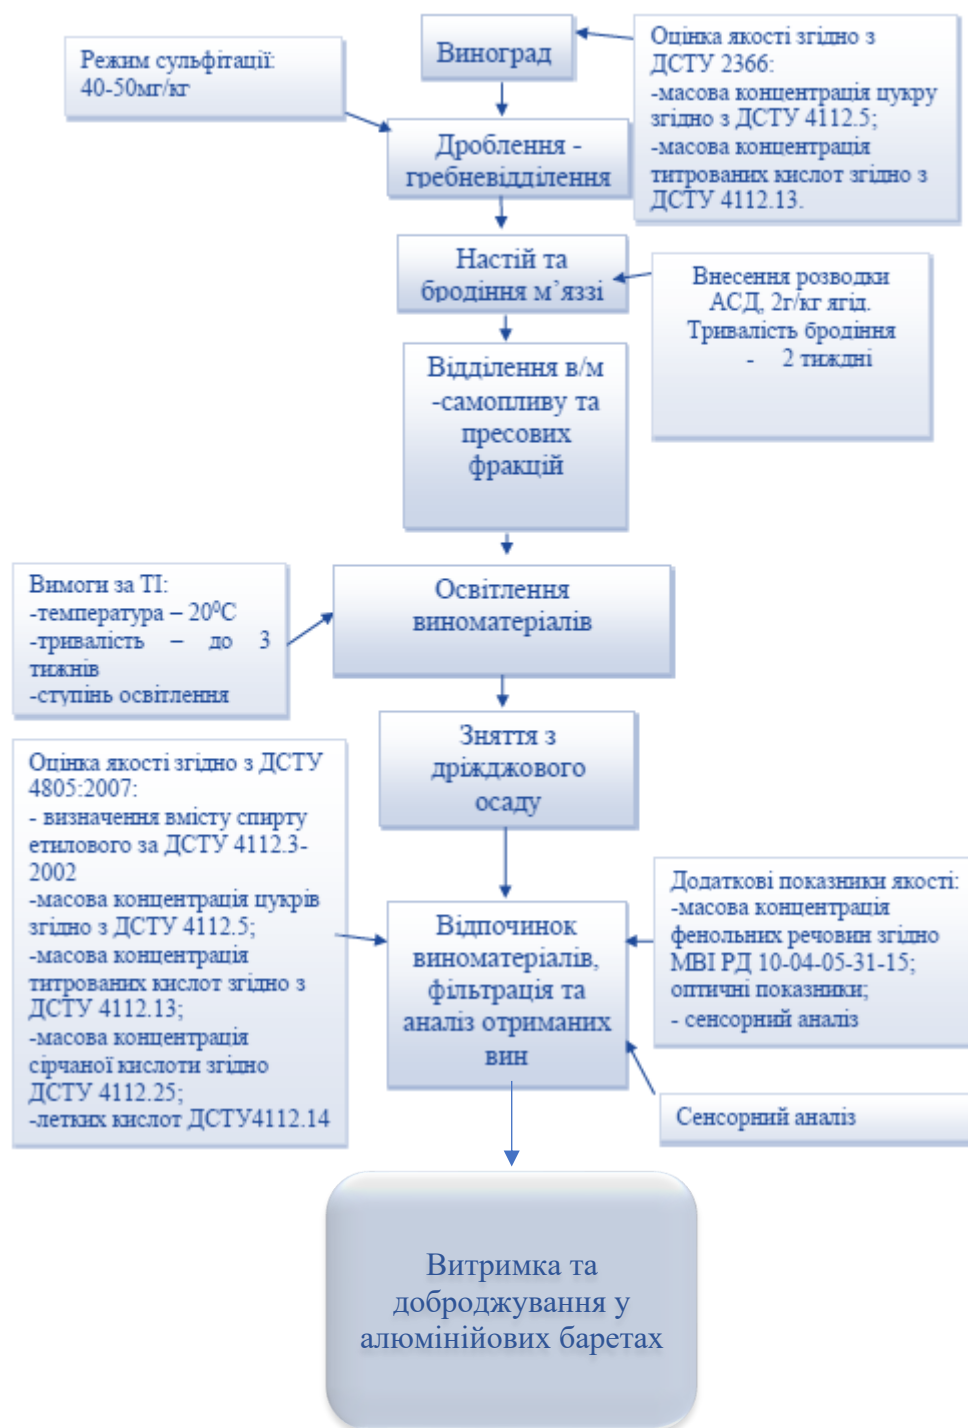 Виноград
Режим сульфітації:
40-50мг/кг
Оцінка якості згідно з
ДСТУ 2366:
-масова концентрація цукру
згідно з ДСТУ 4112.5;
-масова концентрація
титрованих кислот згідно з
ДСТУ 4112.13.
Дроблення -
гребневідділення
Настій та
бродіння м’яззі
Внесення розводки
АСД, 2г/кг ягід.
Тривалість бродіння
- 2 тиждні
Відділення в/м
-самопливу та
пресових
фракцій
Вимоги за ТІ:
-температура – 20⁰С
-тривалість – до 3
тижнів
-ступінь освітлення
Освітлення
виноматеріалів
Зняття з
дріжджового
осаду
Оцінка якості згідно з ДСТУ
4805:2007:
- визначення вмісту спирту
етилового за ДСТУ 4112.3-
2002
-масова концентрація цукрів
згідно з ДСТУ 4112.5;
-масова концентрація
титрованих кислот згідно з
ДСТУ 4112.13;
-масова концентрація
сірчаної кислоти згідно
ДСТУ 4112.25;
-летких кислот ДСТУ4112.14
Відпочинок
виноматеріалів,
фільтрація та
аналіз отриманих
вин
Додаткові показники якості:
-масова концентрація
фенольних речовин згідно
МВІ РД 10-04-05-31-15;
оптичні показники;
- сенсорний аналіз
Сенсорний аналіз
Витримка та
доброджування у
алюмінійових баретах